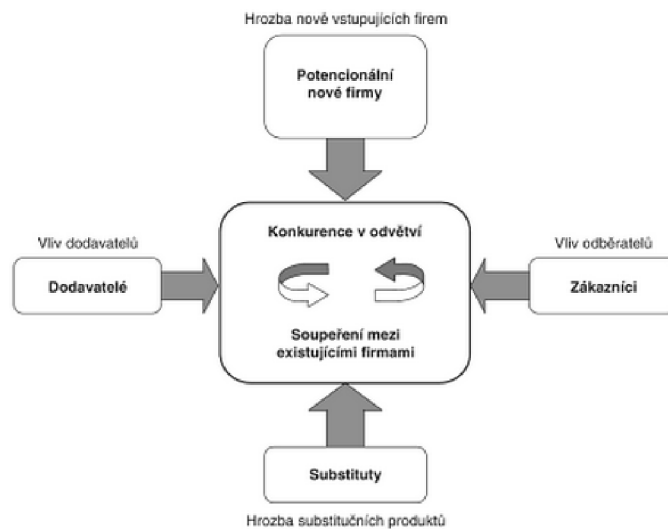 Hrozba nově vstupujících firem
Potencionální
nové firmy
Konkurence v odvětví
Vliv dodavatelů
Dodavatelé
Vliv odběratelů
Zákazníci
Soupeření mezi
existujícími firmami
Substituty
Hrozba substitučních produktů